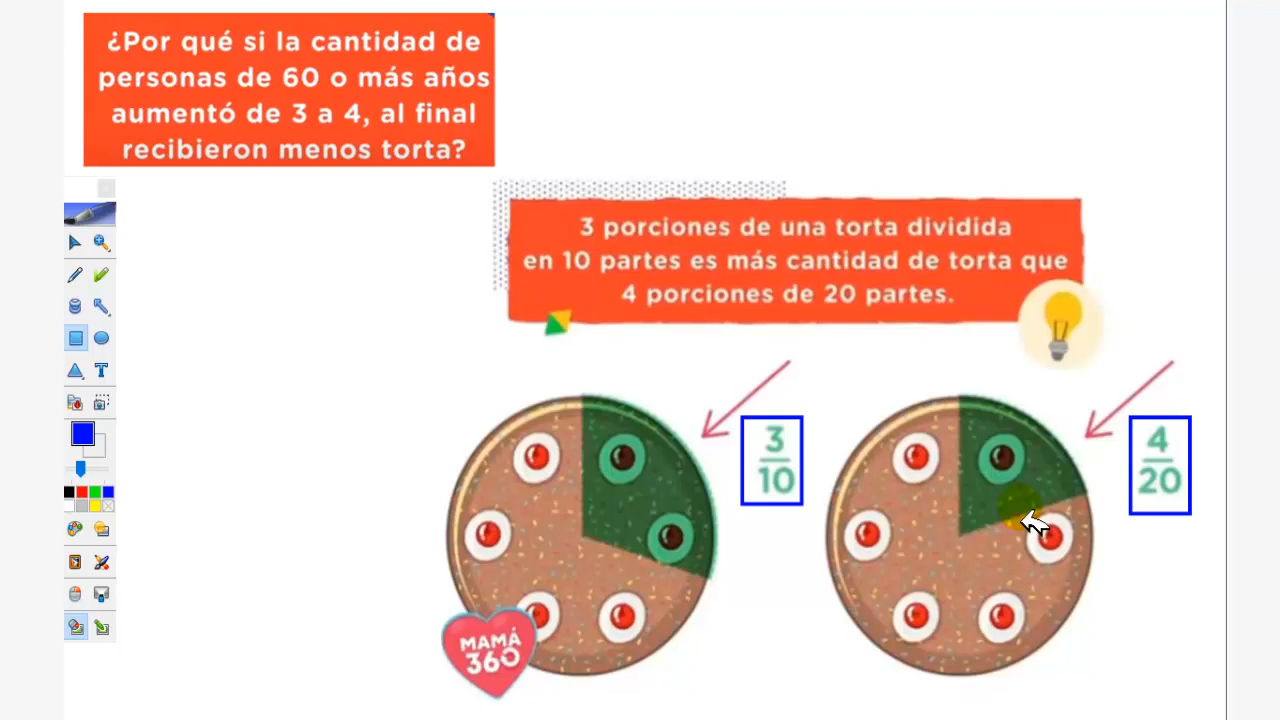 ¿Por qué si la cantidad de
personas de 60 o más años
aumentó de 3 a 4, al final
recibieron menos torta?
3 porciones de una torta dividida
en 10 partes es más cantidad de torta que
4 porciones de 20 partes.
3
10
4
20
MAMÁ
360
T